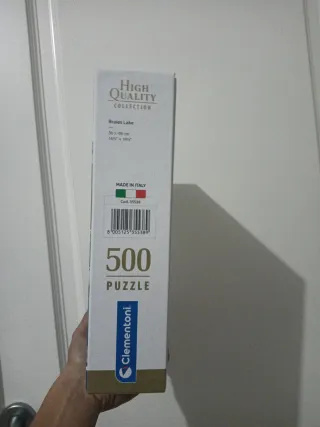 HIGH
QUALITY
COLLECTION
Braies Lake
MADE IN ITALY
500
PUZZLE
Clementoni